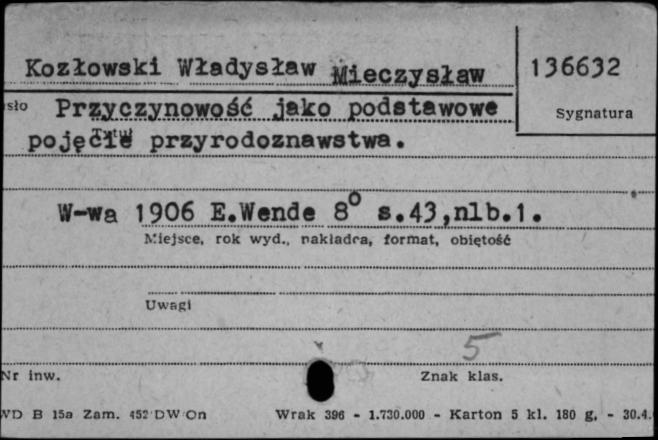 Kozłowski Władysław Mieczysław 136632
sło Przyczynowość jako podstawowe Sygnatura
pojęcie przyrodoznawstwa.
Tytuł
W-wa 1906 E.Wende 8° s.43,nlb.1.
Miejsce, rok wyd., nakładca, format, objętość
Uwagi
5
Nr inw. Znak klas.
WD B 15a Zam. 452 DW On Wrak 396 - 1.730.000 - Karton 5 kl. 180 g. - 30.4.